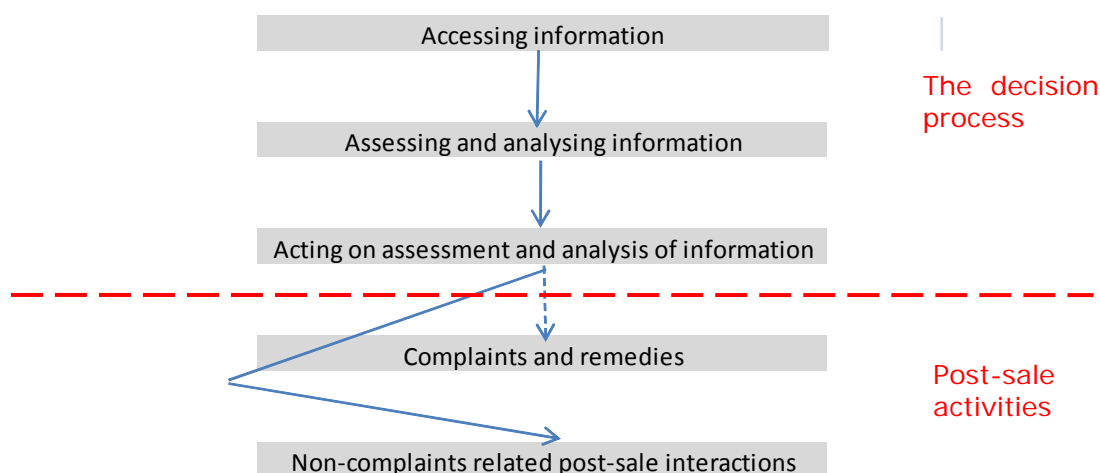 Accessing information
The decision
process
Assessing and analysing information
Acting on assessment and analysis of information
Complaints and remedies
Post-sale
activities
Non-complaints related post-sale interactions